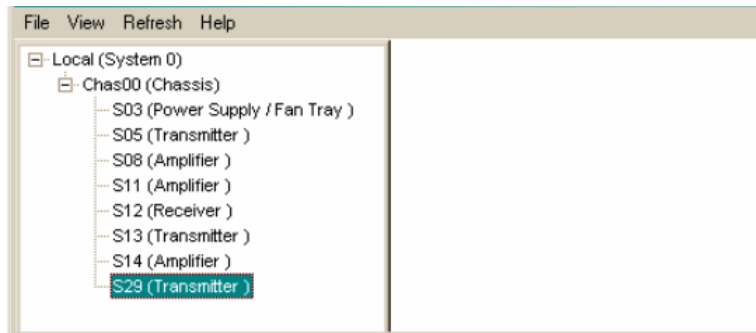 File View Refresh Help
Local (System 0)
Chas00 (Chassis)
S03 (Power Supply / Fan Tray )
S05 (Transmitter )
S08 (Amplifier )
S11 (Amplifier )
S12 (Receiver )
S13 (Transmitter )
S14 (Amplifier )
S29 (Transmitter )